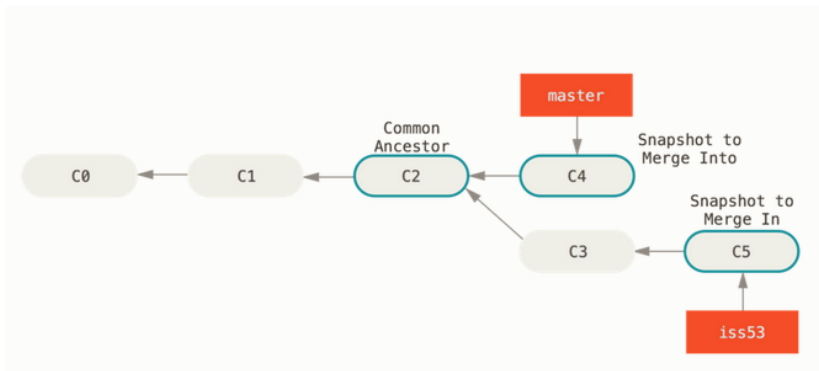 master
Common
Ancestor
Snapshot to
Merge Into
C0
C1
C2
C4
Snapshot to
Merge In
C3
C5
iss53